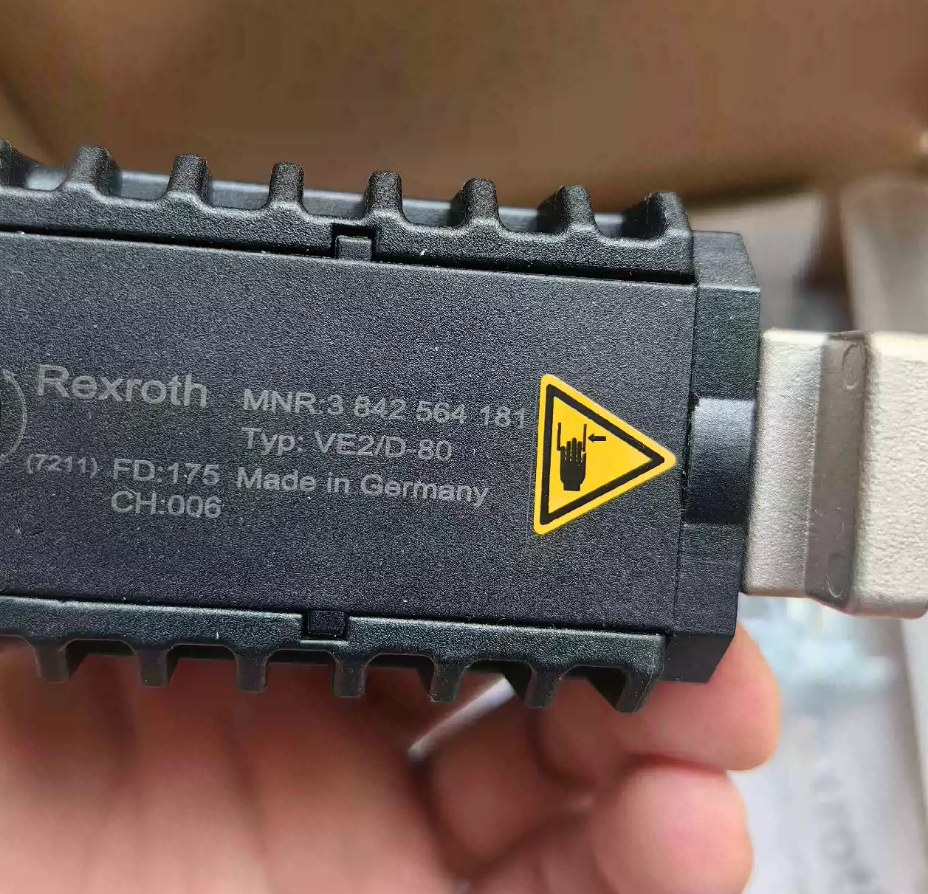 Rexroth
MNR:3 842 564 181
Typ: VE2/D-80
(7211) FD:175 Made in Germany
CH:006